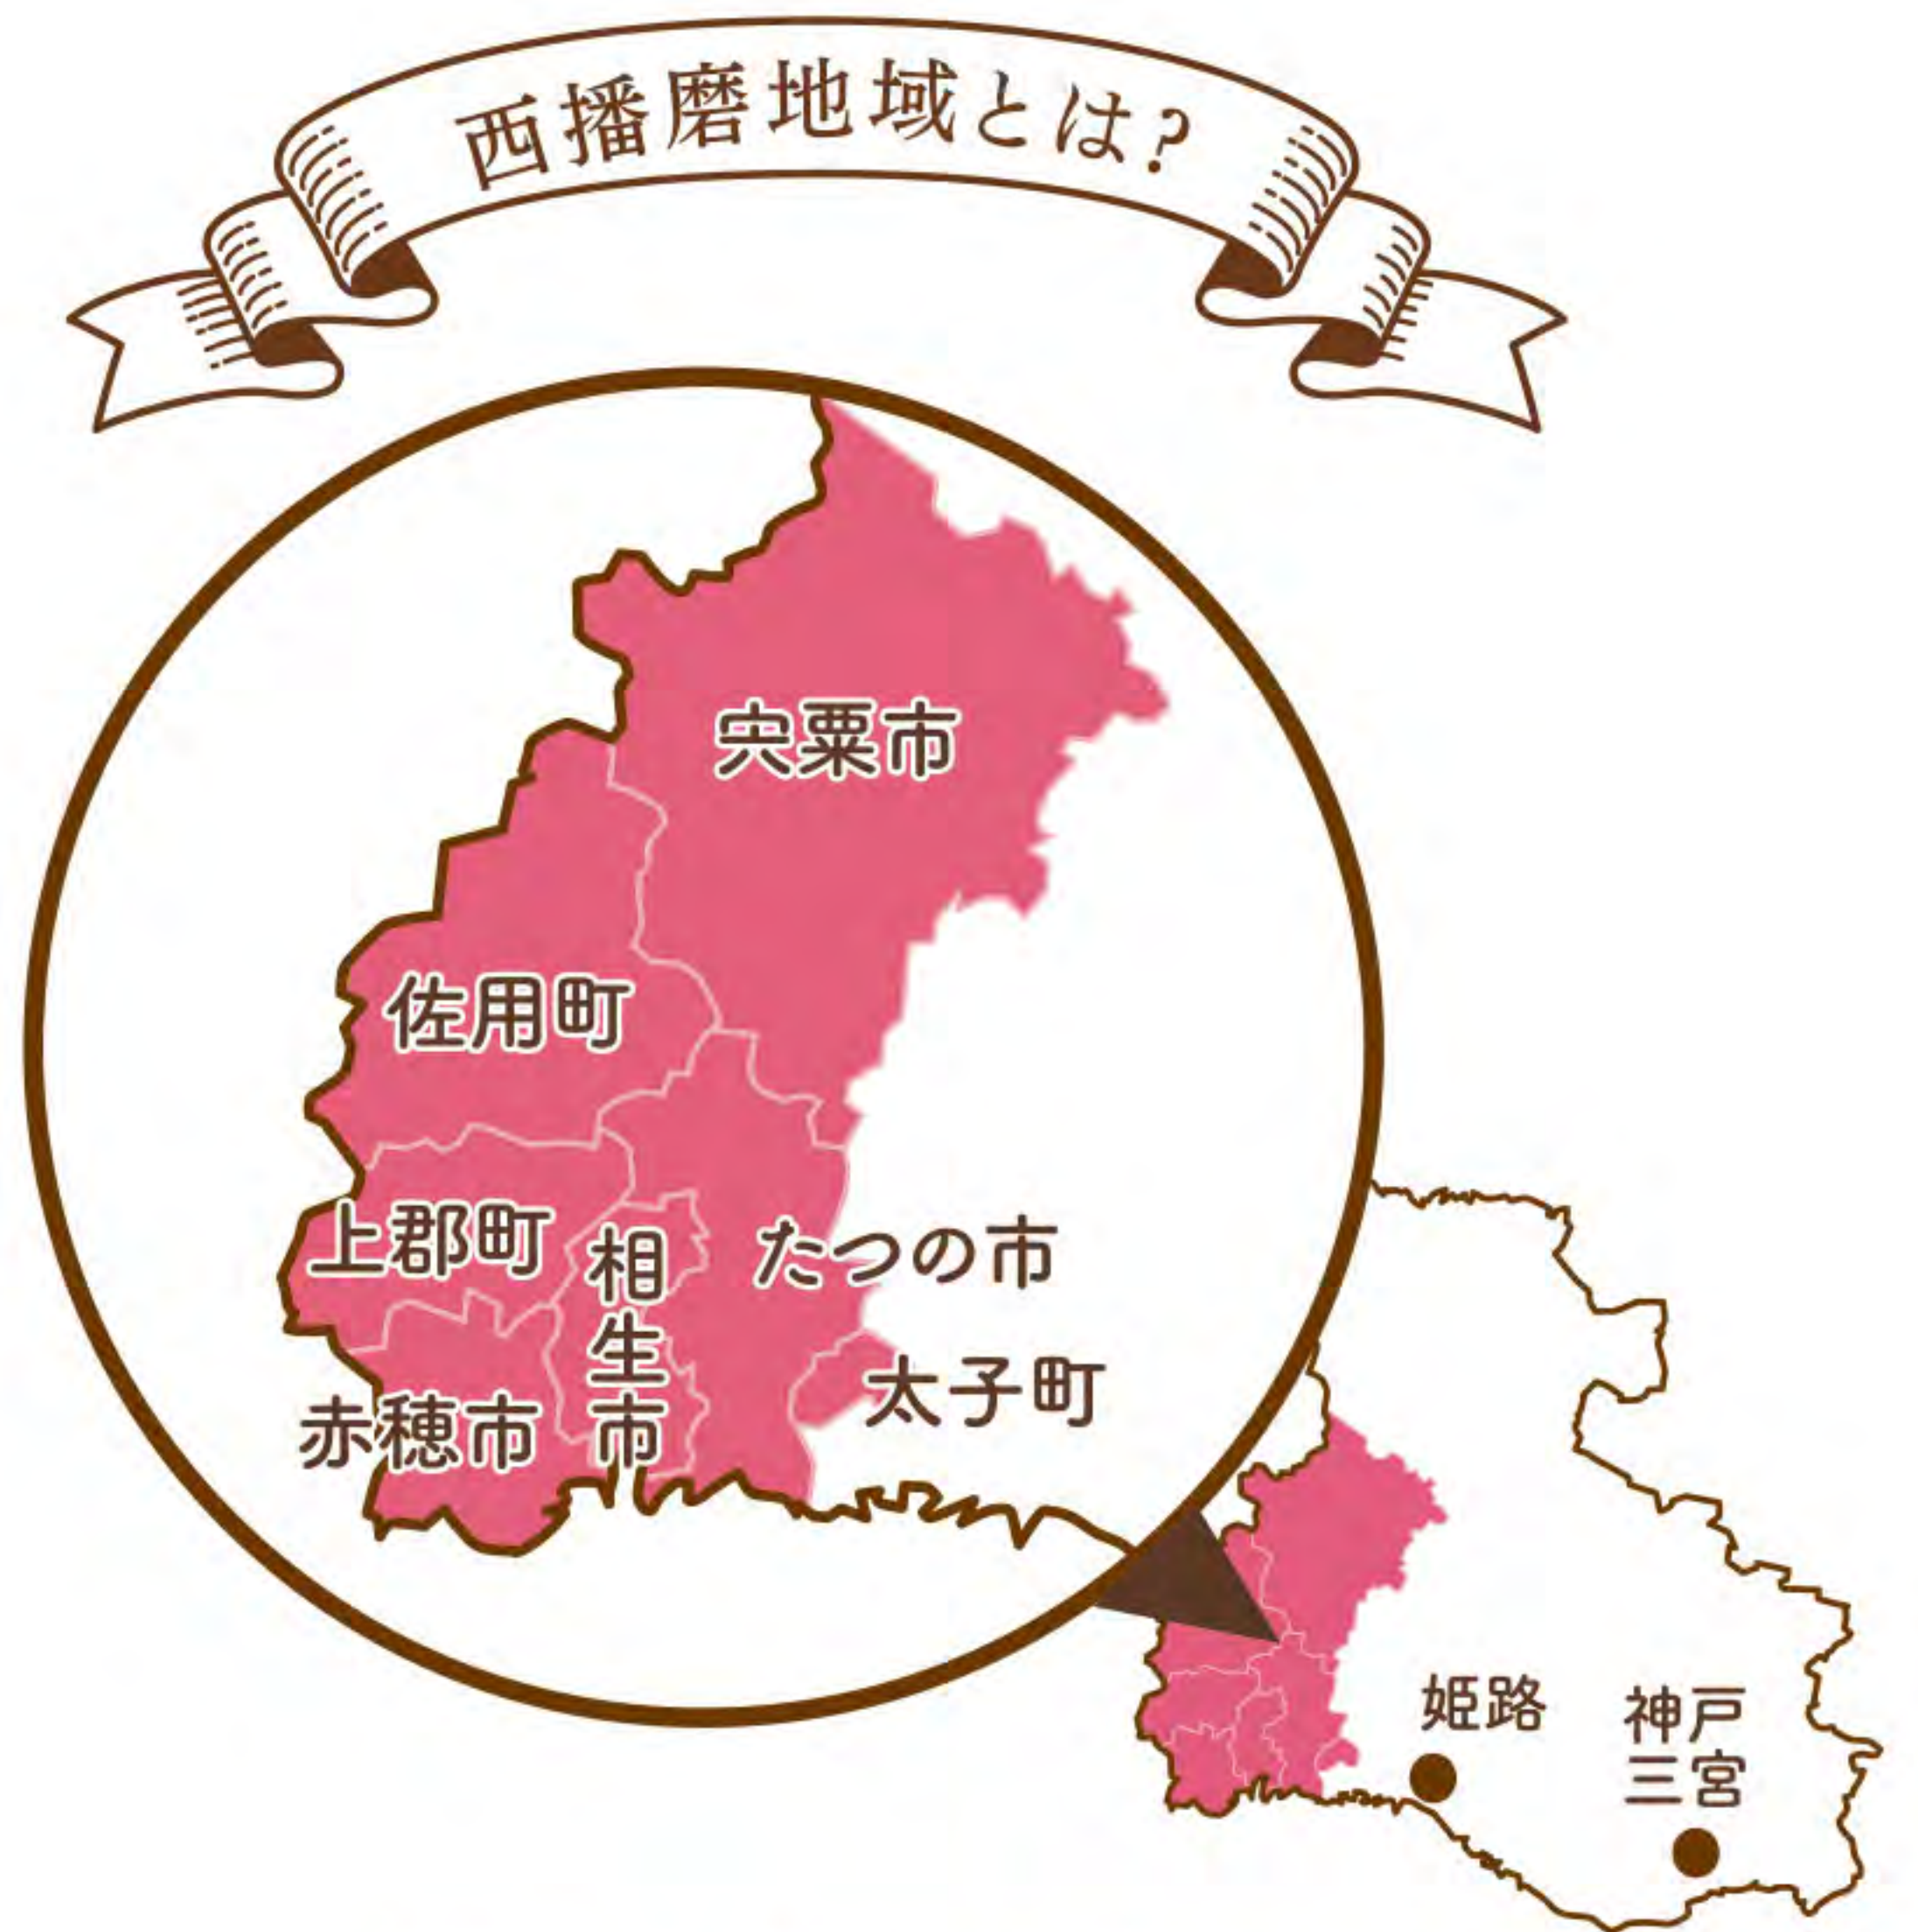 西播磨地域とは?
宍粟市
佐用町
上郡町
相生市
たつの市
太子町
赤穂市
姫路
神戸
三宮